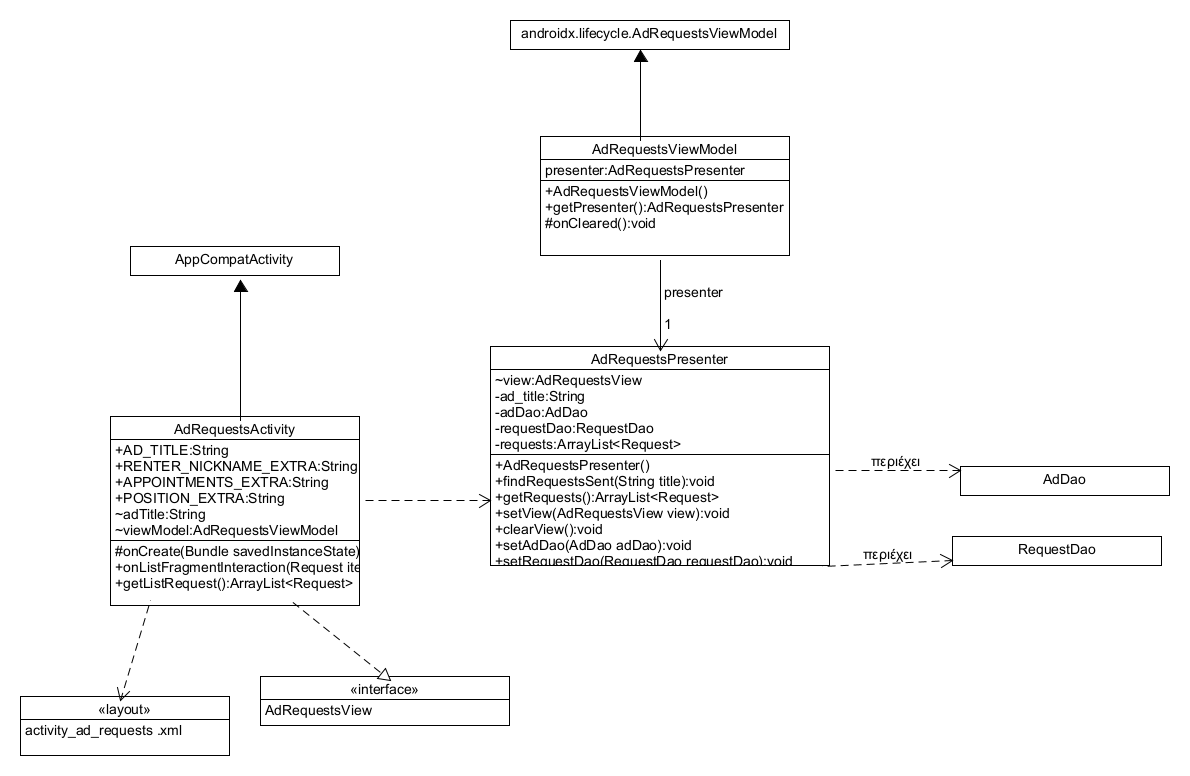 androidx.lifecycle.AdRequestsViewModel
AdRequestsViewModel
presenter:AdRequestsPresenter
+AdRequestsViewModel()
+getPresenter():AdRequestsPresenter
#onCleared():void
AppCompatActivity
presenter
1
AdRequestsPresenter
~view:AdRequestsView
-ad_title:String
-adDao:AdDao
-requestDao:RequestDao
-requests:ArrayList<Request>
+AdRequestsPresenter()
+findRequestsSent(String title):void
+getRequests():ArrayList<Request>
+setView(AdRequestsView view):void
+clearView():void
+setAdDao(AdDao adDao):void
+setRequestDao(RequestDao requestDao):void
AdRequestsActivity
+AD_TITLE:String
+RENTER_NICKNAME_EXTRA:String
+APPOINTMENTS_EXTRA:String
+POSITION_EXTRA:String
~adTitle:String
~viewModel:AdRequestsViewModel
#onCreate(Bundle savedInstanceState)
+onListFragmentInteraction(Request ite
+getListRequest():ArrayList<Request>
περιέχει
AdDao
περιέχει
RequestDao
«layout»
activity_ad_requests .xml
«interface»
AdRequestsView